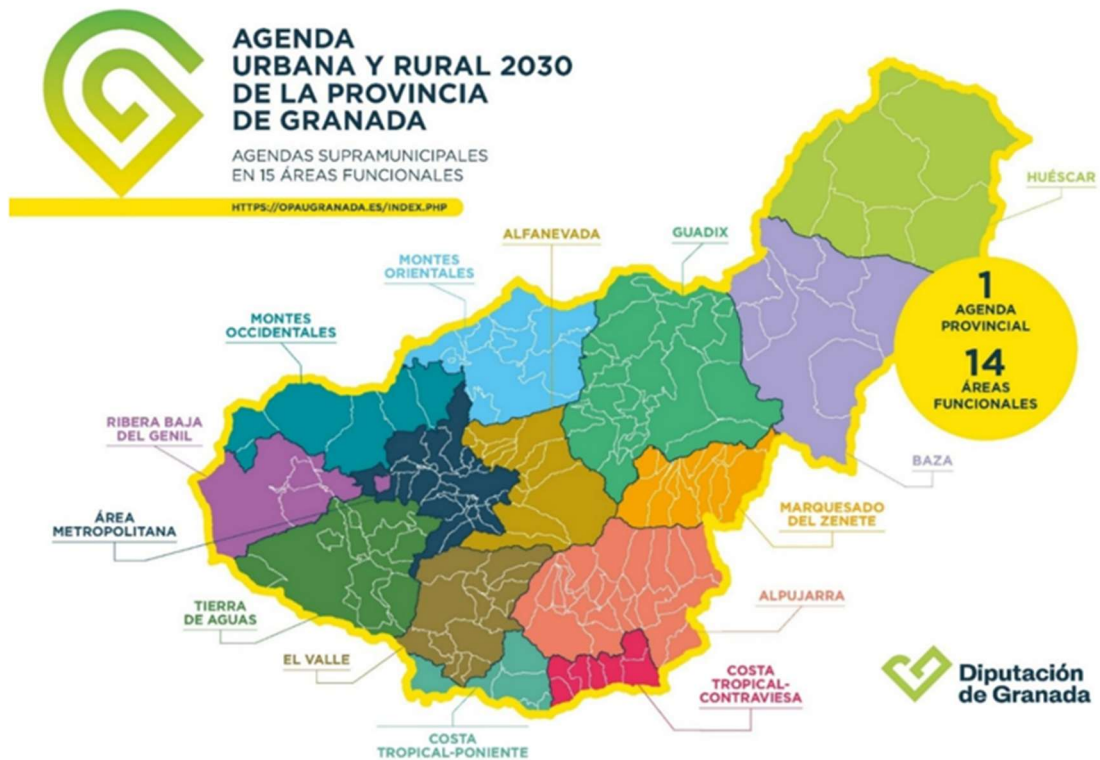 AGENDA
URBANA Y RURAL 2030
DE LA PROVINCIA
DE GRANADA
AGENDAS SUPRAMUNICIPALES
EN 15 ÁREAS FUNCIONALES
HTTPS://OPAUGRANADA.ES/INDEX.PHP
HUÉSCAR
ALFANEVADA
GUADIX
MONTES
ORIENTALES
1
AGENDA
PROVINCIAL
14
ÁREAS
FUNCIONALES
MONTES
OCCIDENTALES
RIBERA BAJA
DEL GENIL
BAZA
ÁREA
METROPOLITANA
MARQUESADO
DEL ZENETE
TIERRA
DE AGUAS
ALPUJARRA
EL VALLE
COSTA
TROPICAL-
CONTRAVIESA
Diputación
de Granada
COSTA
TROPICAL-PONIENTE